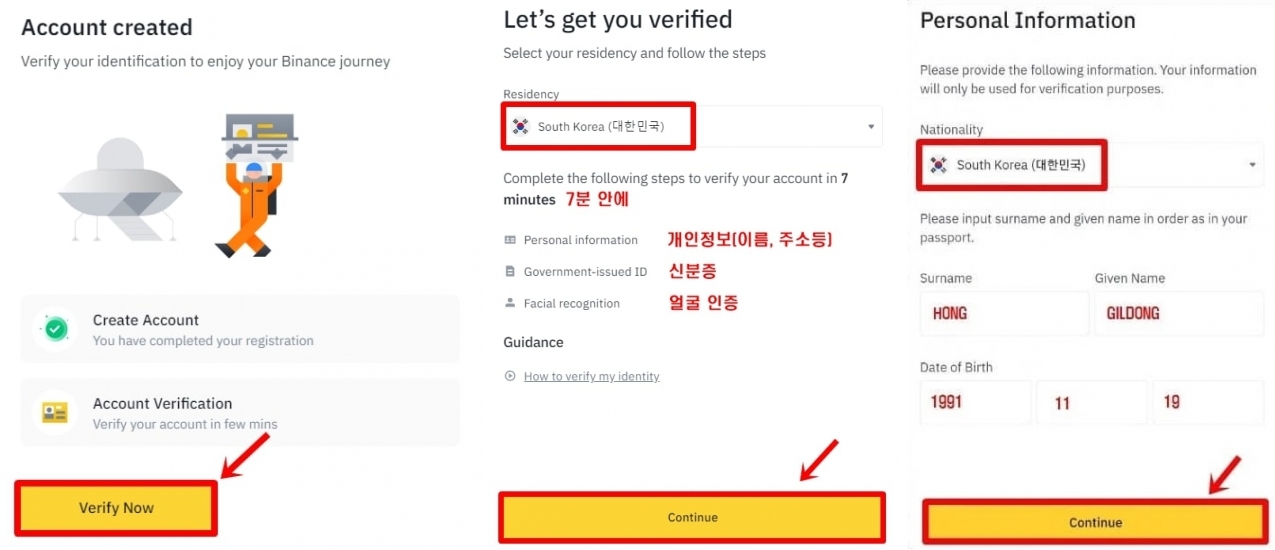 Account created
Verify your identification to enjoy your Binance journey
Create Account
You have completed your registration
Account Verification
Verify your account in few mins
Verify Now
Let's get you verified
Select your residency and follow the steps
Residency
South Korea (대한민국)
Complete the following steps to verify your account in 7
minutes 7분 안에
Personal information 개인정보(이름, 주소등)
Government-issued ID 신분증
Facial recognition 얼굴 인증
Guidance
How to verify my identity
Continue
Personal Information
Please provide the following information. Your information
will only be used for verification purposes.
Nationality
South Korea (대한민국)
Please input surname and given name in order as in your
passport.
Surname Given Name
HONG GILDONG
Date of Birth
1991 11 19
Continue